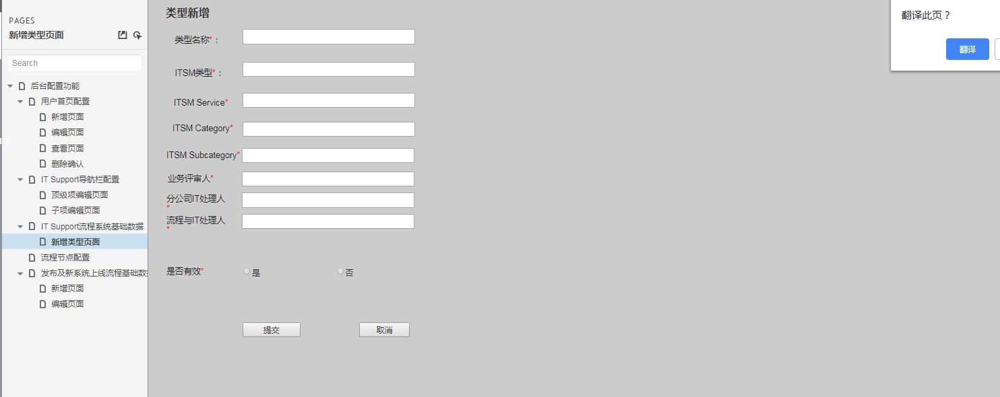 PAGES
新增类型页面
Search
后台配置功能
用户首页配置
新增页面
编辑页面
查看页面
删除确认
IT Support导航栏配置
顶级项编辑页面
子项编辑页面
IT Support流程系统基础数据
新增类型页面
流程节点配置
发布及新系统上线流程基础数
新增页面
编辑页面
类型新增
类型名称*：
ITSM类型*：
ITSM Service*
ITSM Category*
ITSM Subcategory*
业务评审人*
分公司IT处理人
*
流程与IT处理人
*
是否有效*
是
否
提交
取消
翻译此页？
翻译